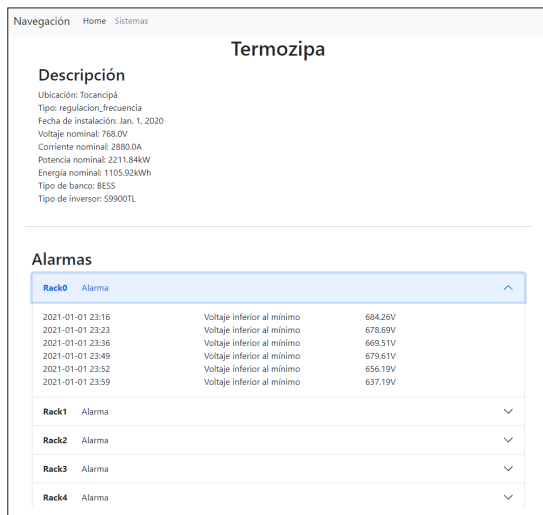 Navegación Home Sistemas
Termozipa
Descripción
Ubicación: Tocancipá
Tipo: regulacion_frecuencia
Fecha de instalación: Jan. 1, 2020
Voltaje nominal: 768.0V
Corriente nominal: 2880.0A
Potencia nominal: 2211.84kW
Energía nominal: 1105.92kWh
Tipo de banco: BESS
Tipo de inversor: S9900TL
Alarmas
Rack0 Alarma
2021-01-01 23:16 Voltaje inferior al mínimo 684.26V
2021-01-01 23:23 Voltaje inferior al mínimo 678.69V
2021-01-01 23:36 Voltaje inferior al mínimo 669.51V
2021-01-01 23:49 Voltaje inferior al mínimo 679.61V
2021-01-01 23:52 Voltaje inferior al mínimo 656.19V
2021-01-01 23:59 Voltaje inferior al mínimo 637.19V
Rack1 Alarma
Rack2 Alarma
Rack3 Alarma
Rack4 Alarma